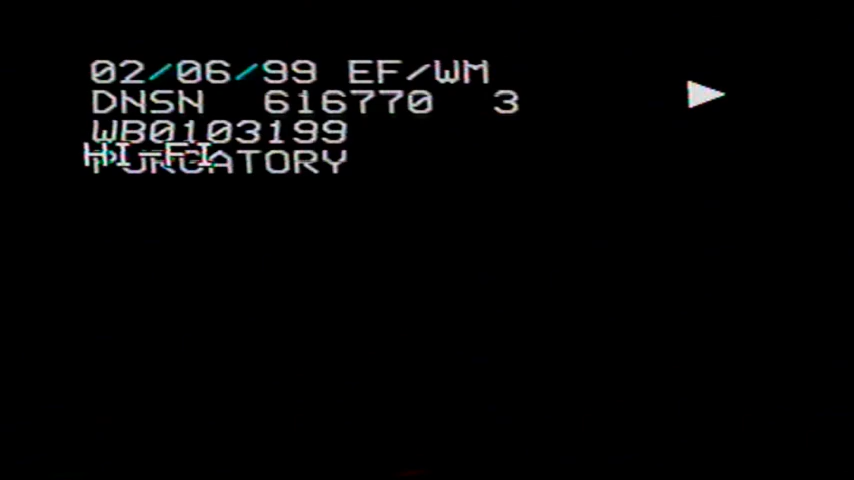 02/06/99 EF/WM
DNSN 616770 3
WB0103199
HI-FI
PURGATORY